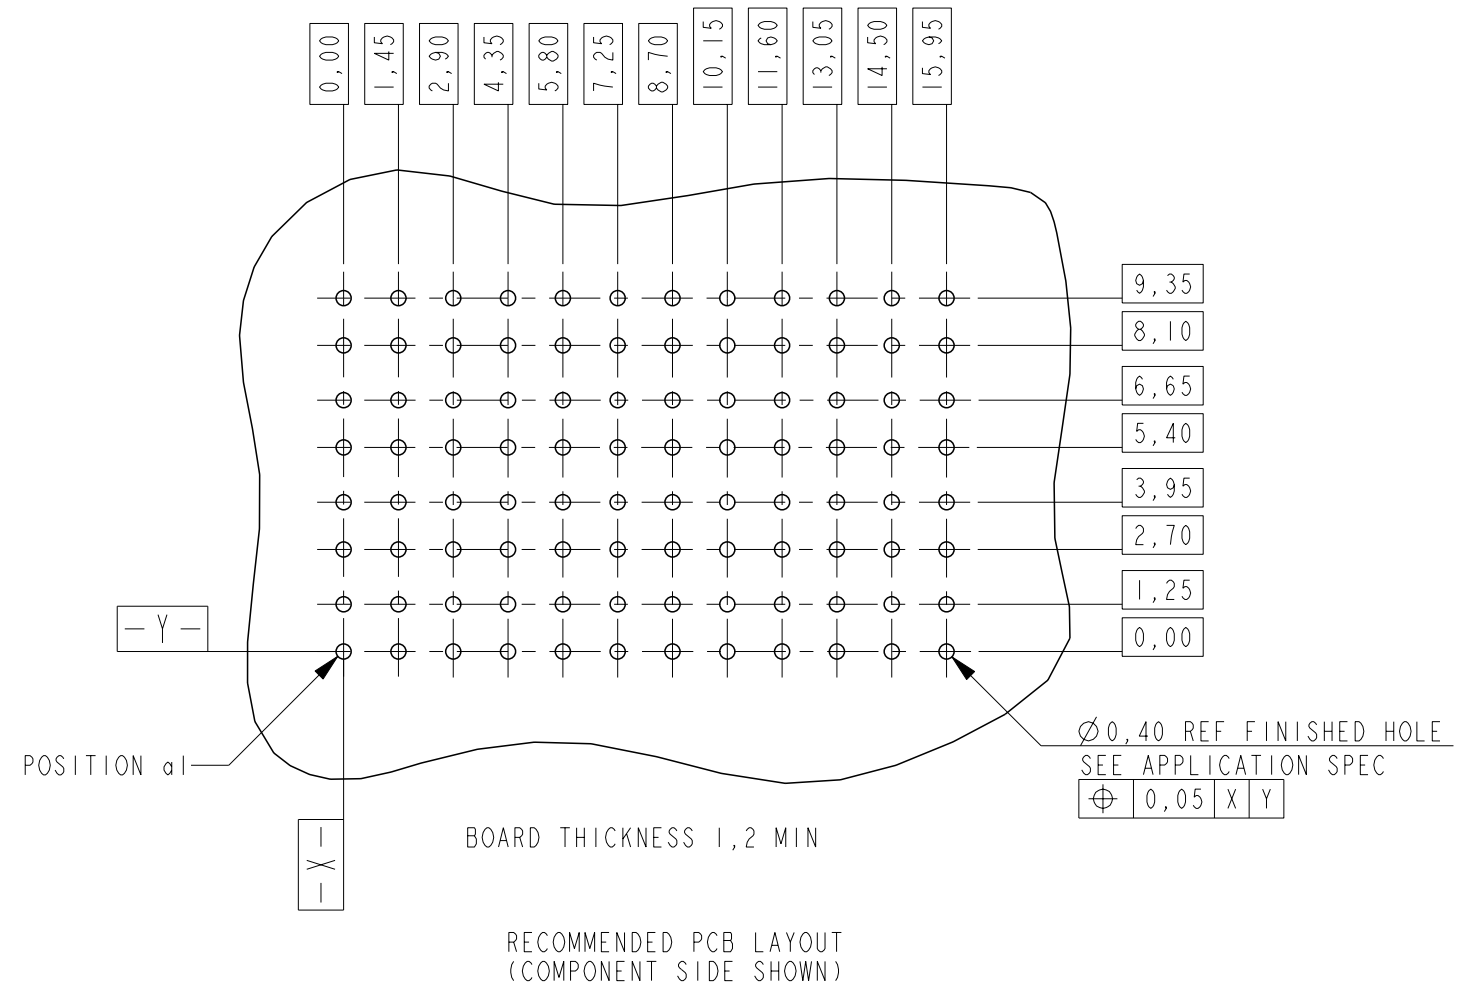 0,00 1,45 2,90 4,35 5,80 7,25 8,70 10,15 11,60 13,05 14,50 15,95
9,35
8,10
6,65
5,40
3,95
2,70
1,25
0,00
– Y –
POSITION a1
Ø0,40 REF FINISHED HOLE
SEE APPLICATION SPEC
⌖ 0,05 X Y
BOARD THICKNESS 1,2 MIN
– X –
RECOMMENDED PCB LAYOUT
(COMPONENT SIDE SHOWN)